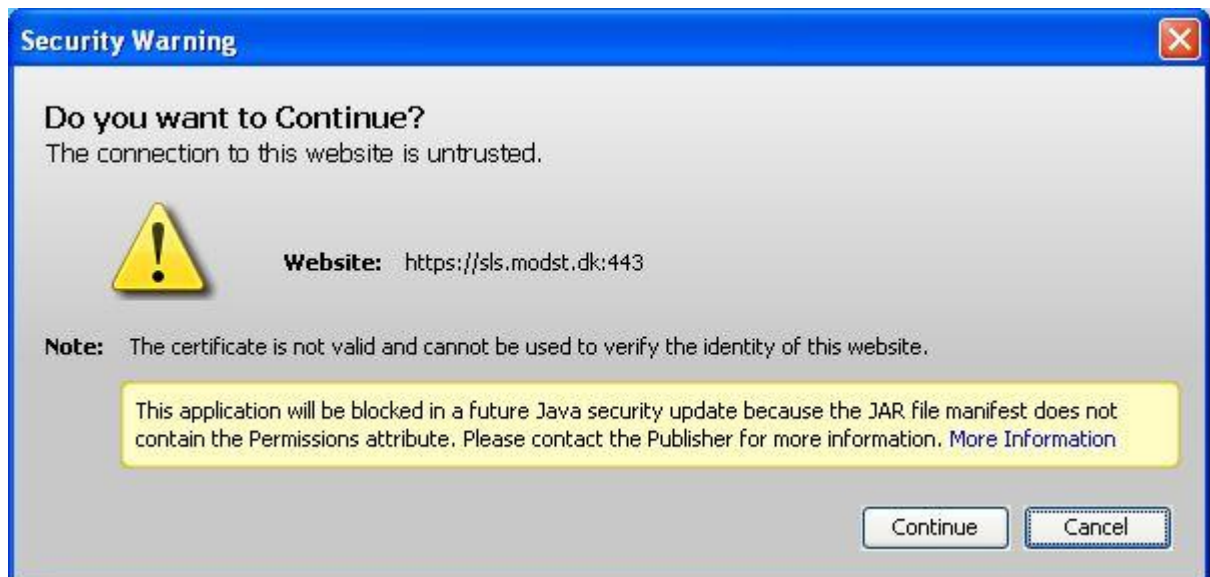 Security Warning
Do you want to Continue?
The connection to this website is untrusted.
Website: https://sls.modst.dk:443
Note: The certificate is not valid and cannot be used to verify the identity of this website.
This application will be blocked in a future Java security update because the JAR file manifest does not
contain the Permissions attribute. Please contact the Publisher for more information. More Information
Continue Cancel